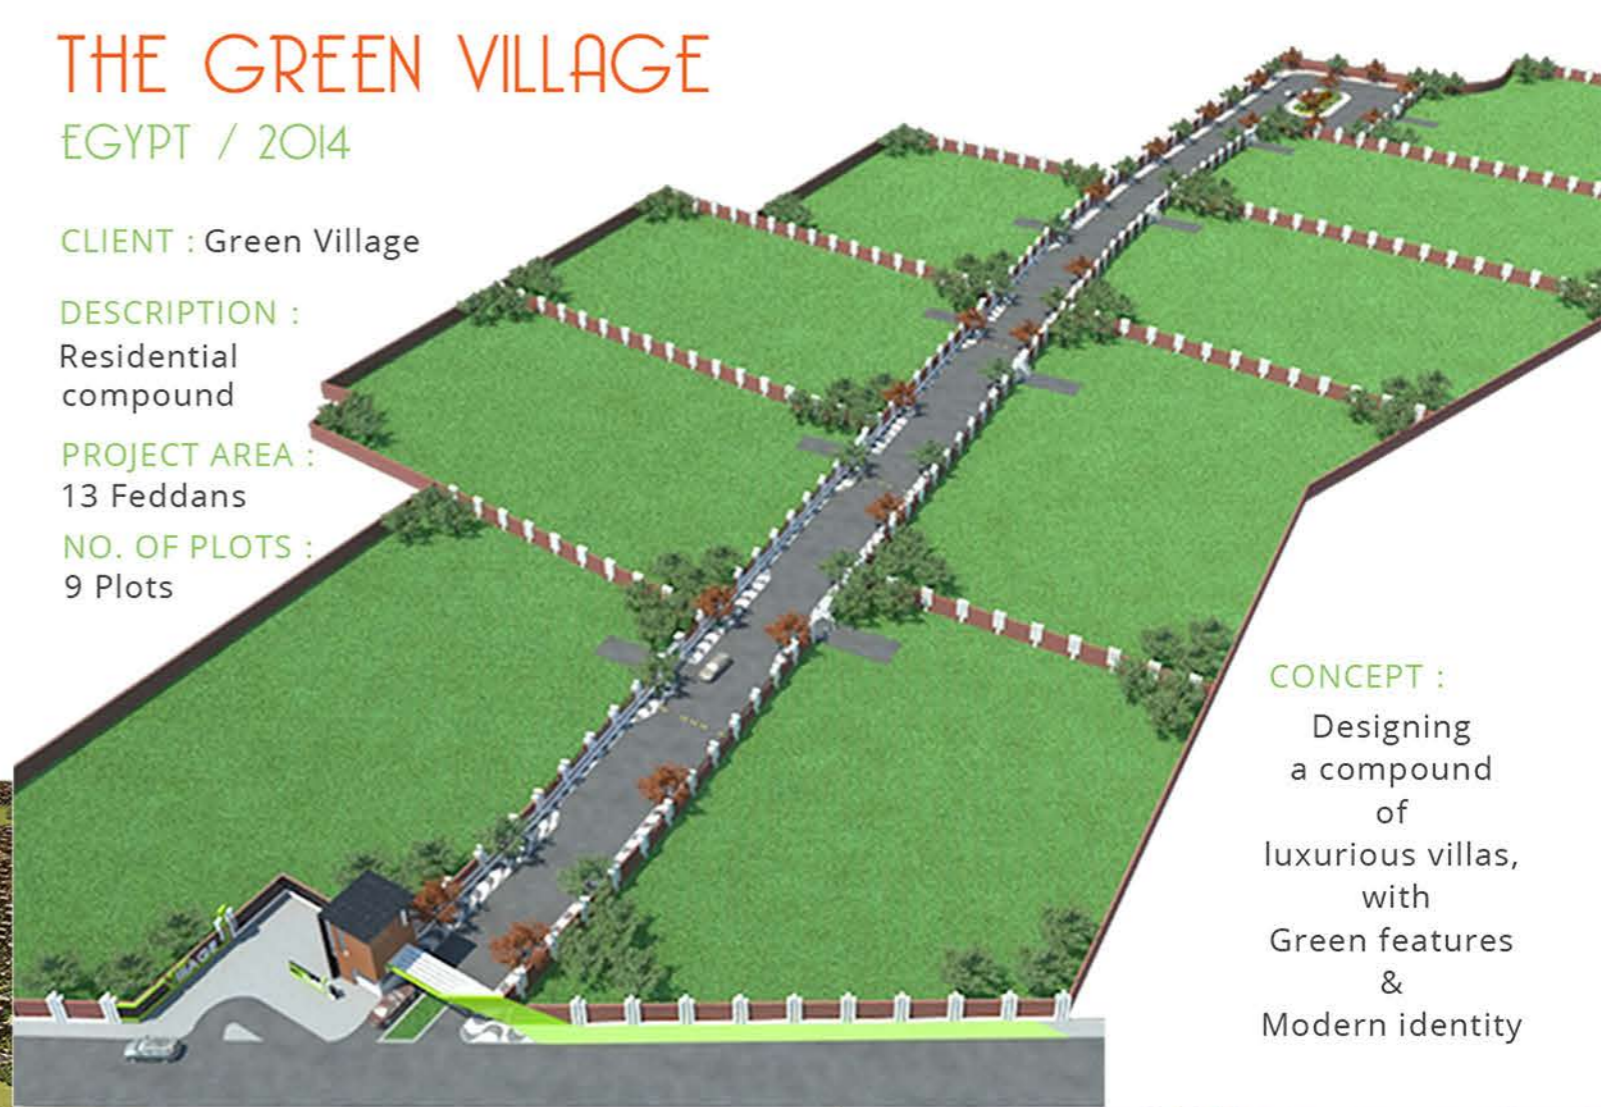 THE GREEN VILLAGE
EGYPT / 2014
CLIENT : Green Village
DESCRIPTION :
Residential
compound
PROJECT AREA :
13 Feddans
NO. OF PLOTS :
9 Plots
CONCEPT :
Designing
a compound
of
luxurious villas,
with
Green features
&
Modern identity